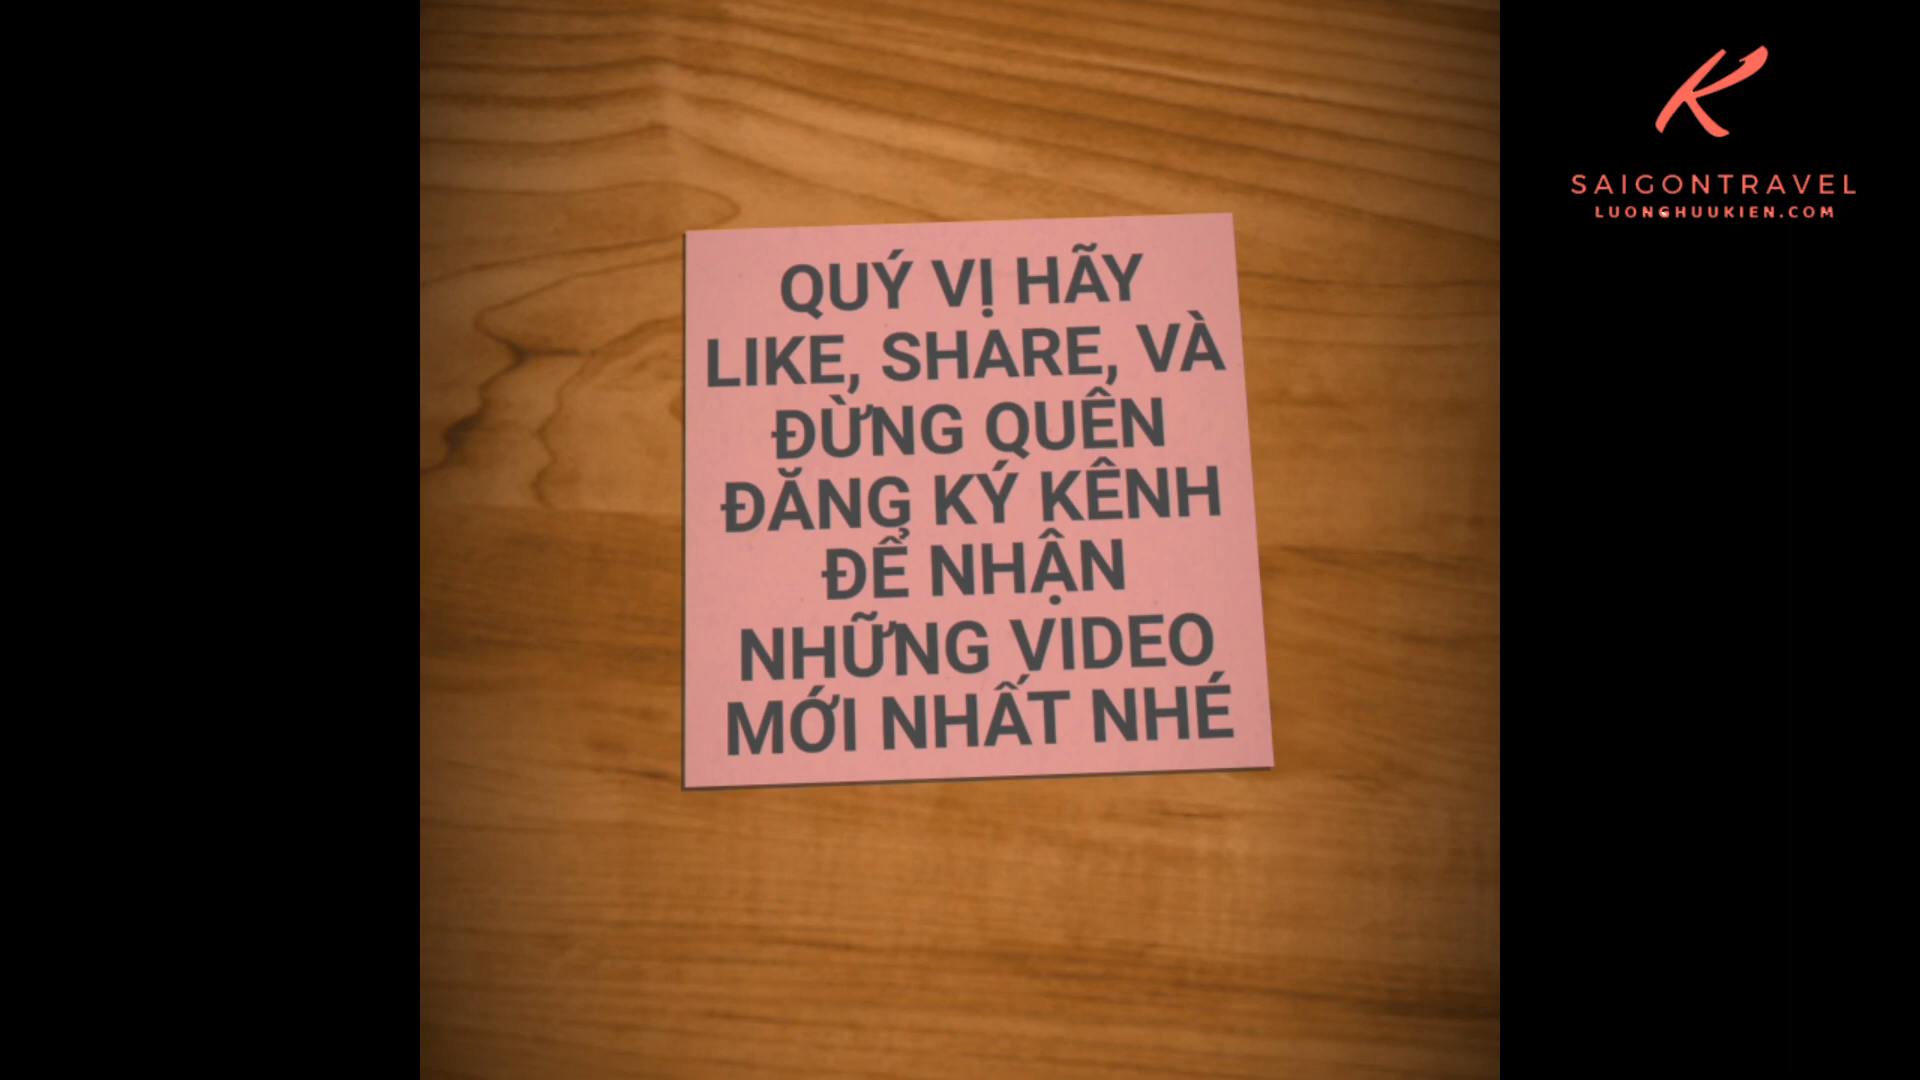 QUÝ VỊ HÃY
LIKE, SHARE, VÀ
ĐỪNG QUÊN
ĐĂNG KÝ KÊNH
ĐỂ NHẬN
NHỮNG VIDEO
MỚI NHẤT NHÉ
K
SAIGONTRAVEL
LUONGHUUKIEN.COM